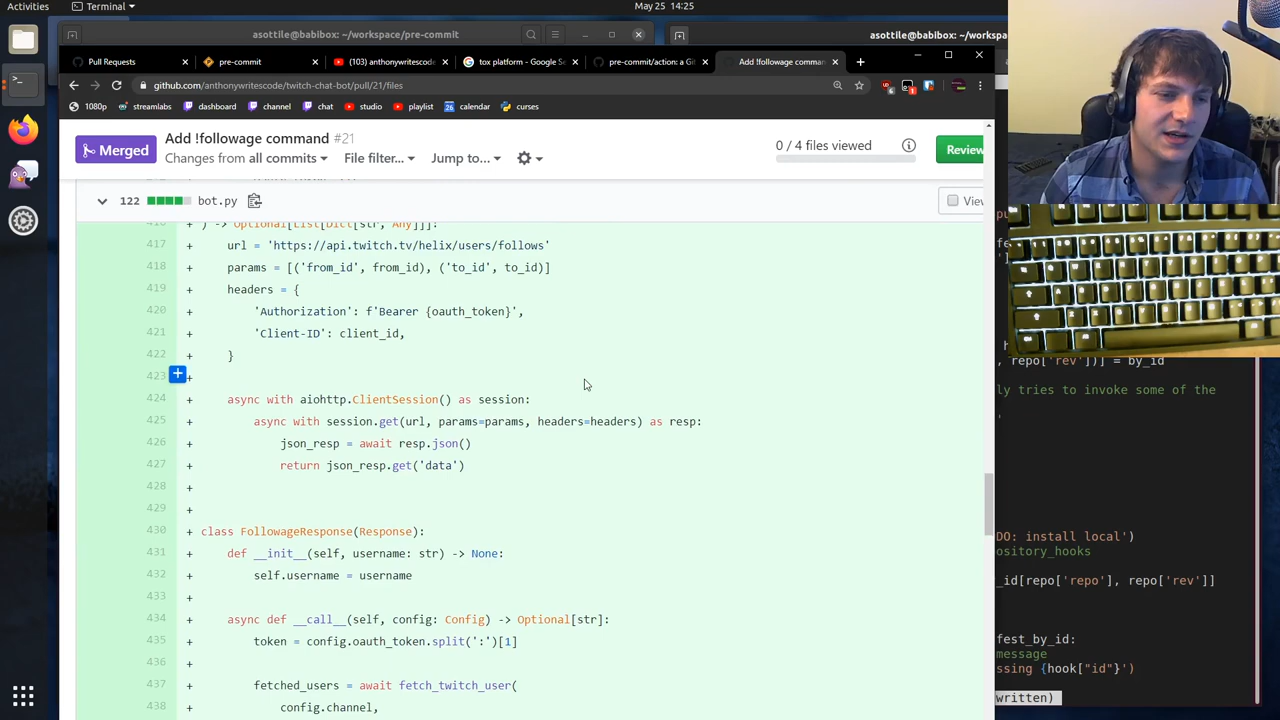 Activities
Terminal
May 25 14:25
asottile@babibox: ~/workspace/pre-commit
asottile@babibox: ~/works
Pull Requests
pre-commit
(103) anthonywritescode
tox platform - Google Se
pre-commit/action: a Git
Add !followage comman
github.com/anthonywritescode/twitch-chat-bot/pull/21/files
1080p
streamlabs
dashboard
channel
chat
studio
playlist
calendar
curses
Merged
Add !followage command #21
Changes from all commits
File filter...
Jump to...
0 / 4 files viewed
Review
122
bot.py
View
416 + ) -> Optional[List[Dict[str, Any]]]:
417 + url = 'https://api.twitch.tv/helix/users/follows'
418 + params = [('from_id', from_id), ('to_id', to_id)]
419 + headers = {
420 + 'Authorization': f'Bearer {oauth_token}',
421 + 'Client-ID': client_id,
422 + }
423 +
424 + async with aiohttp.ClientSession() as session:
425 + async with session.get(url, params=params, headers=headers) as resp:
426 + json_resp = await resp.json()
427 + return json_resp.get('data')
428 +
429 +
430 + class FollowageResponse(Response):
431 + def __init__(self, username: str) -> None:
432 + self.username = username
433 +
434 + async def __call__(self, config: Config) -> Optional[str]:
435 + token = config.oauth_token.split(':')[1]
436 +
437 + fetched_users = await fetch_twitch_user(
438 + config.channel,
, repo['rev'])] = by_id
ly tries to invoke some of the
DO: install local')
ository_hooks
_id[repo['repo'], repo['rev']]
fest_by_id:
message
ssing {hook["id"}')
written)